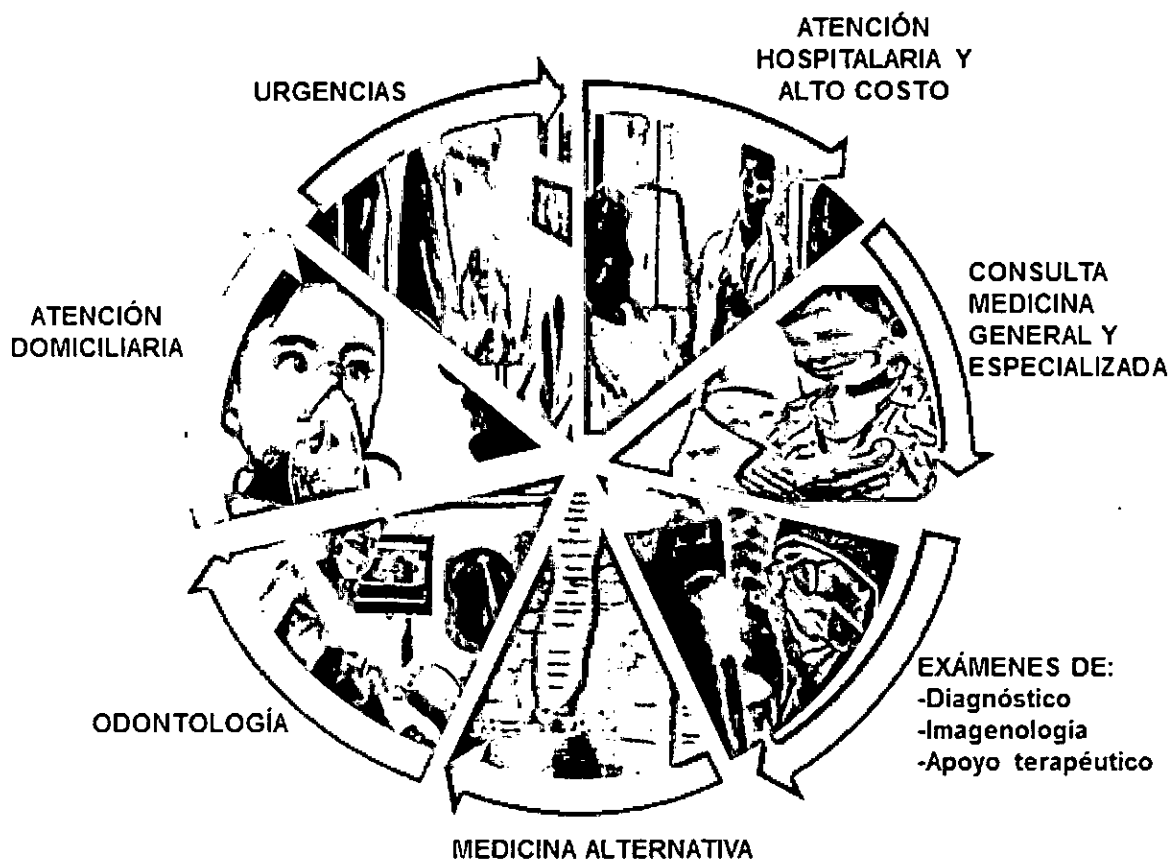 ATENCIÓN
HOSPITALARIA Y
ALTO COSTO
URGENCIAS
CONSULTA
MEDICINA
GENERAL Y
ESPECIALIZADA
ATENCIÓN
DOMICILIARIA
EXÁMENES DE:
-Diagnóstico
-Imagenología
-Apoyo terapéutico
ODONTOLOGÍA
MEDICINA ALTERNATIVA